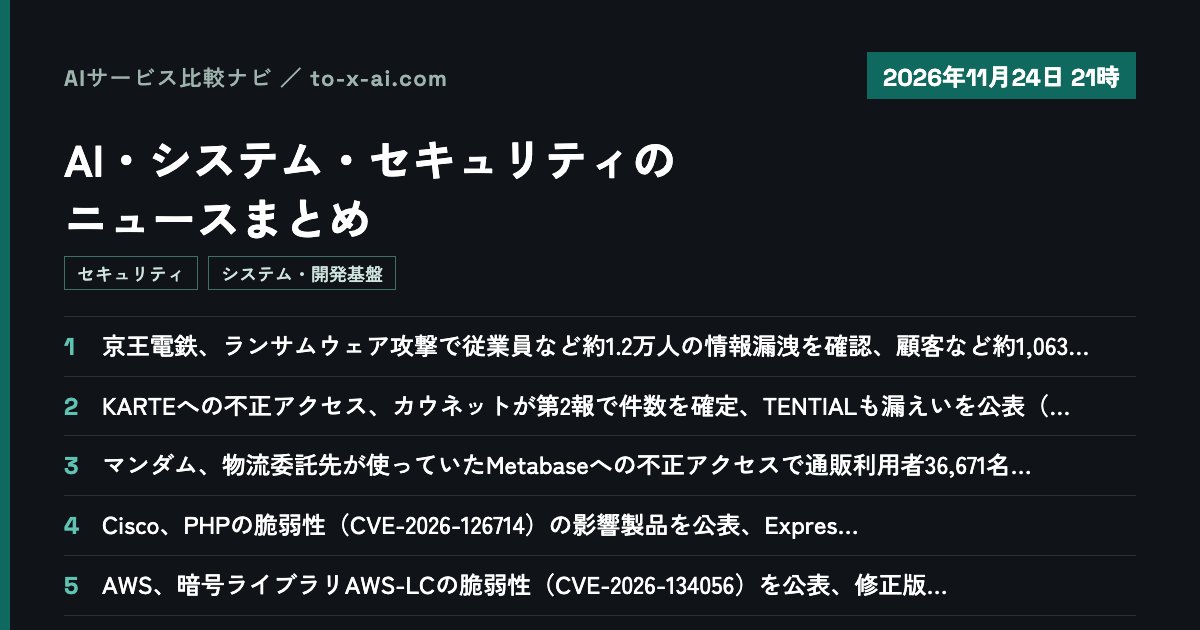 AIサービス比較ナビ ／ to-x-ai.com
2026年11月24日 21時
AI・システム・セキュリティの
ニュースまとめ
セキュリティ
システム・開発基盤
1 京王電鉄、ランサムウェア攻撃で従業員など約1.2万人の情報漏洩を確認、顧客など約1,063…
2 KARTEへの不正アクセス、カウネットが第2報で件数を確定、TENTIALも漏えいを公表（…
3 マンダム、物流委託先が使っていたMetabaseへの不正アクセスで通販利用者36,671名…
4 Cisco、PHPの脆弱性（CVE-2026-126714）の影響製品を公表、Expres…
5 AWS、暗号ライブラリAWS-LCの脆弱性（CVE-2026-134056）を公表、修正版…